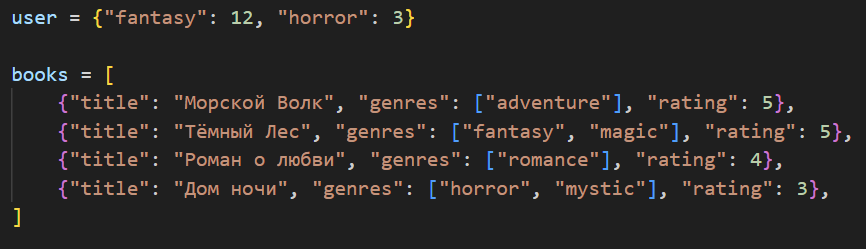 user = {"fantasy": 12, "horror": 3}
books = [
    {"title": "Морской Волк", "genres": ["adventure"], "rating": 5},
    {"title": "Тёмный Лес", "genres": ["fantasy", "magic"], "rating": 5},
    {"title": "Роман о любви", "genres": ["romance"], "rating": 4},
    {"title": "Дом ночи", "genres": ["horror", "mystic"], "rating": 3},
]